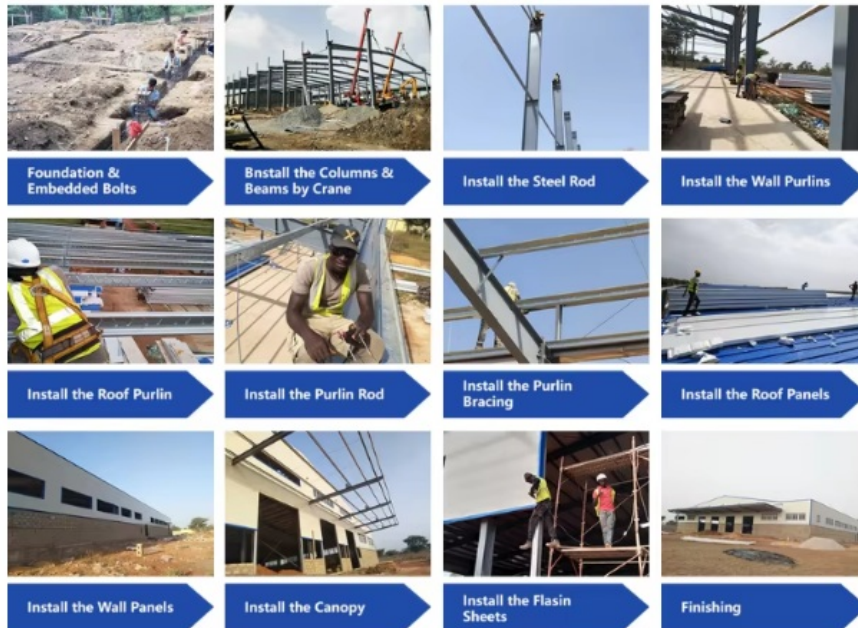 Foundation &
Embedded Bolts
Bnstall the Columns &
Beams by Crane
Install the Steel Rod
Install the Wall Purlins
Install the Roof Purlin
Install the Purlin Rod
Install the Purlin
Bracing
Install the Roof Panels
Install the Wall Panels
Install the Canopy
Install the Flasin
Sheets
Finishing